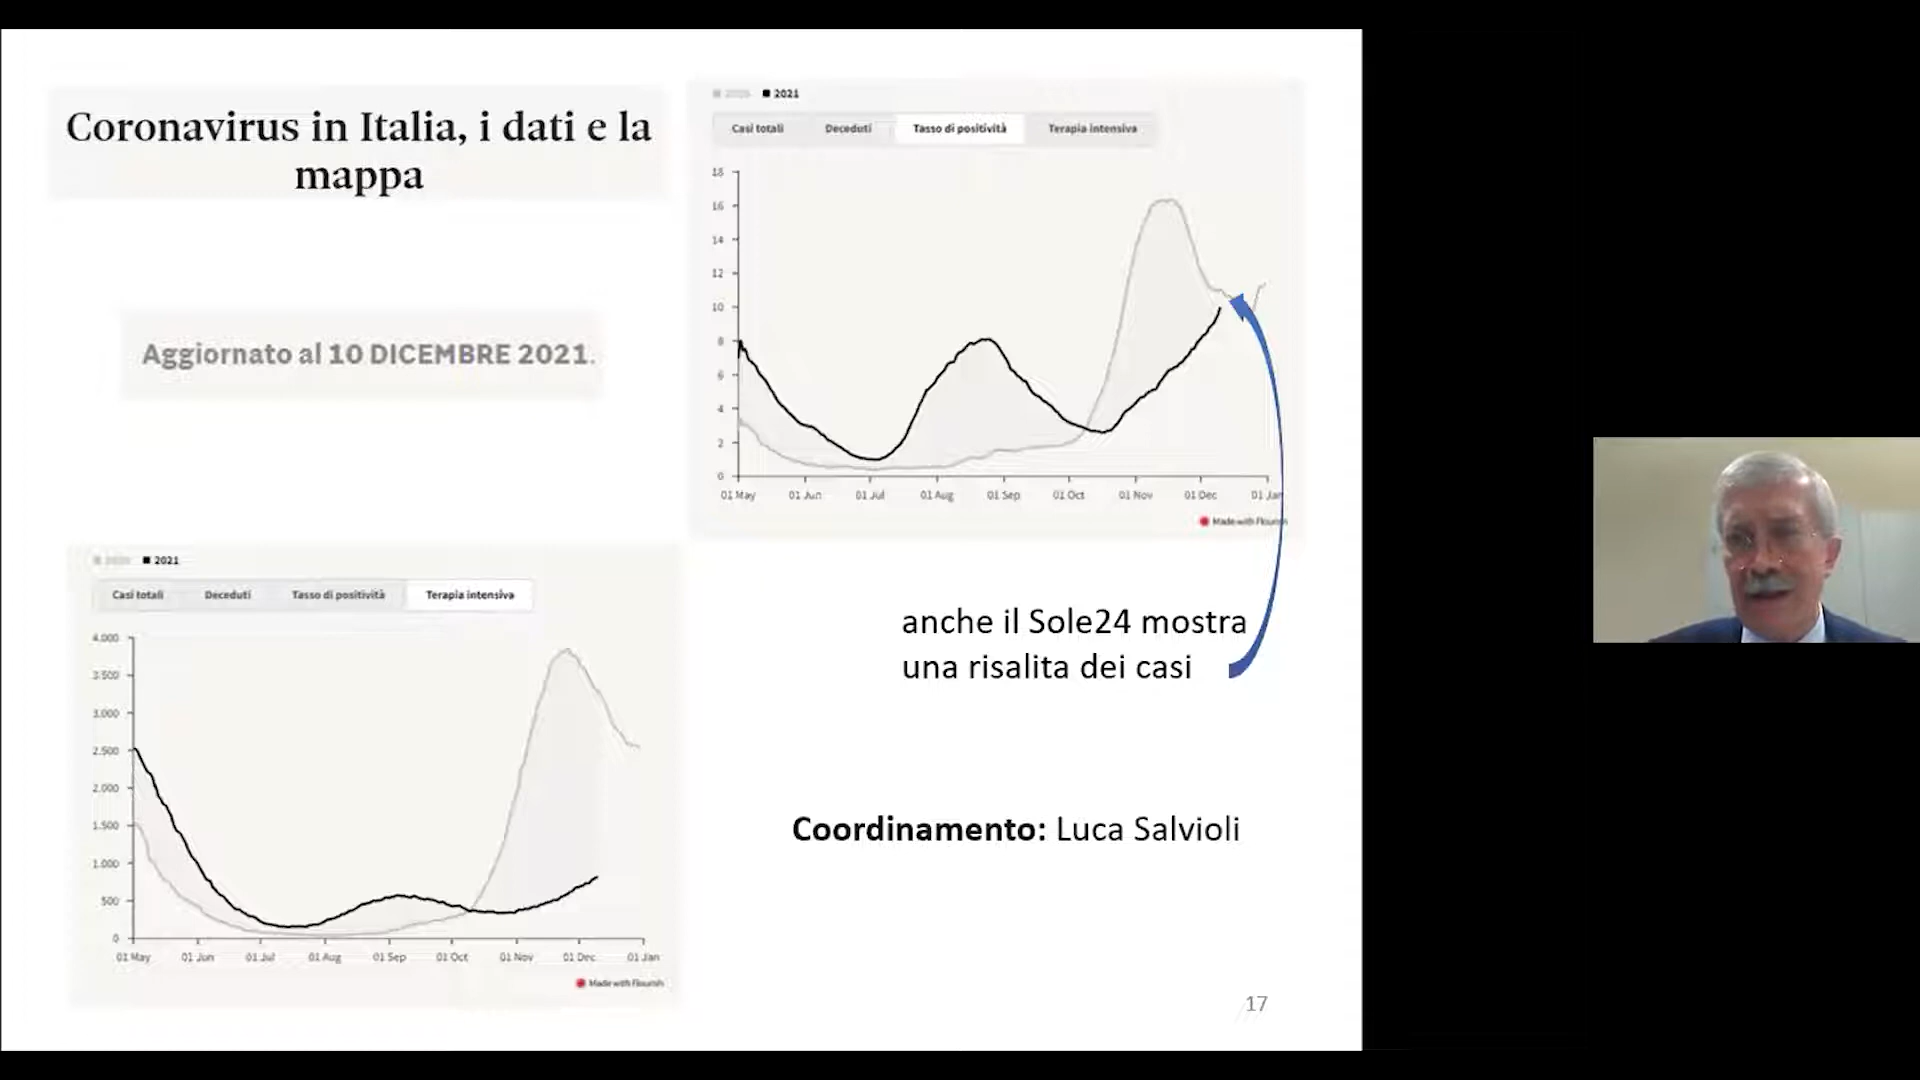 Coronavirus in Italia, i dati e la
mappa
Aggiornato al 10 DICEMBRE 2021.
2020 2021
Casi totali Deceduti Tasso di positività Terapia intensiva
18
16
14
12
10
8
6
4
2
0
01 May 01 Jun 01 Jul 01 Aug 01 Sep 01 Oct 01 Nov 01 Dec 01 Jan
Made with Flourish
2020 2021
Casi totali Deceduti Tasso di positività Terapia intensiva
4.000
3.500
3.000
2.500
2.000
1.500
1.000
500
0
01 May 01 Jun 01 Jul 01 Aug 01 Sep 01 Oct 01 Nov 01 Dec 01 Jan
Made with Flourish
anche il Sole24 mostra
una risalita dei casi
Coordinamento: Luca Salvioli
17